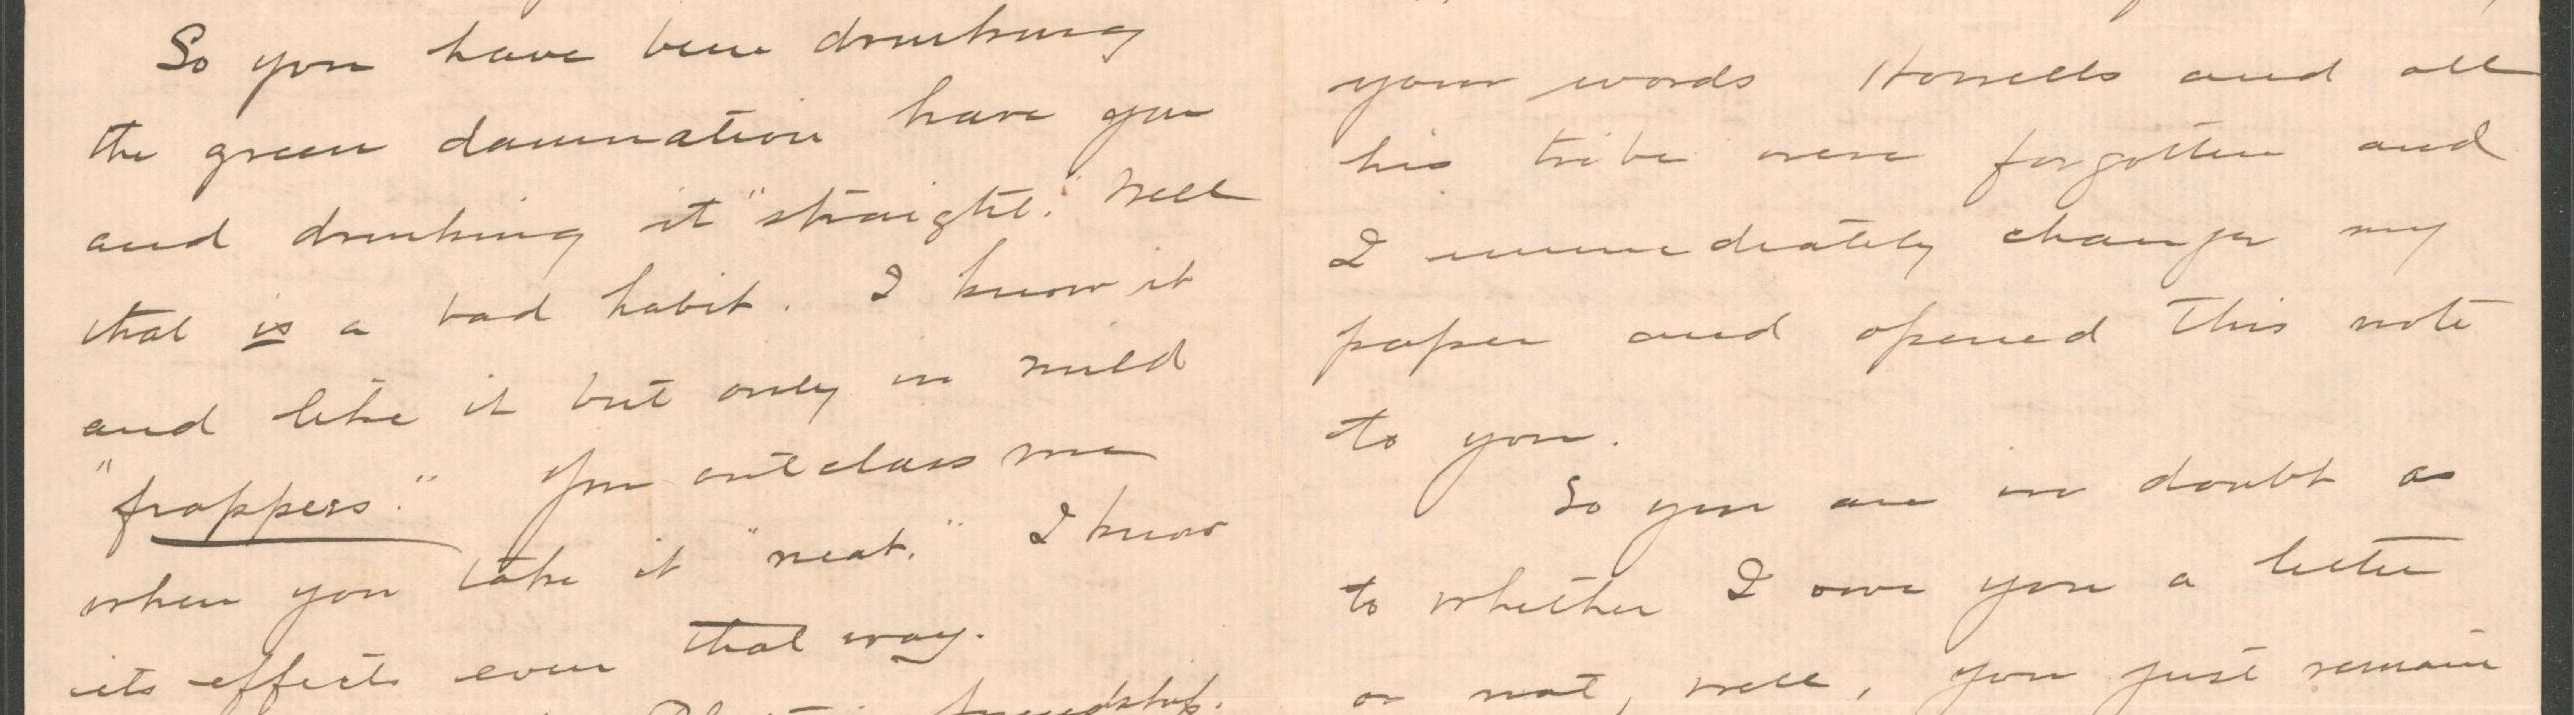 So you have been drinking
the green damnation have you
and drinking it "straight." Well
that is a bad habit. I know it
and like it but only in mild
"frappers." You outclass me
when you take it "neat." I know
its effects even that way.
friendship.
your words Howells and all
his tribe were forgotten and
I immediately change my
paper and opened this note
to you.
So you are in doubt as
to whether I owe you a letter
or not, well, you just remain